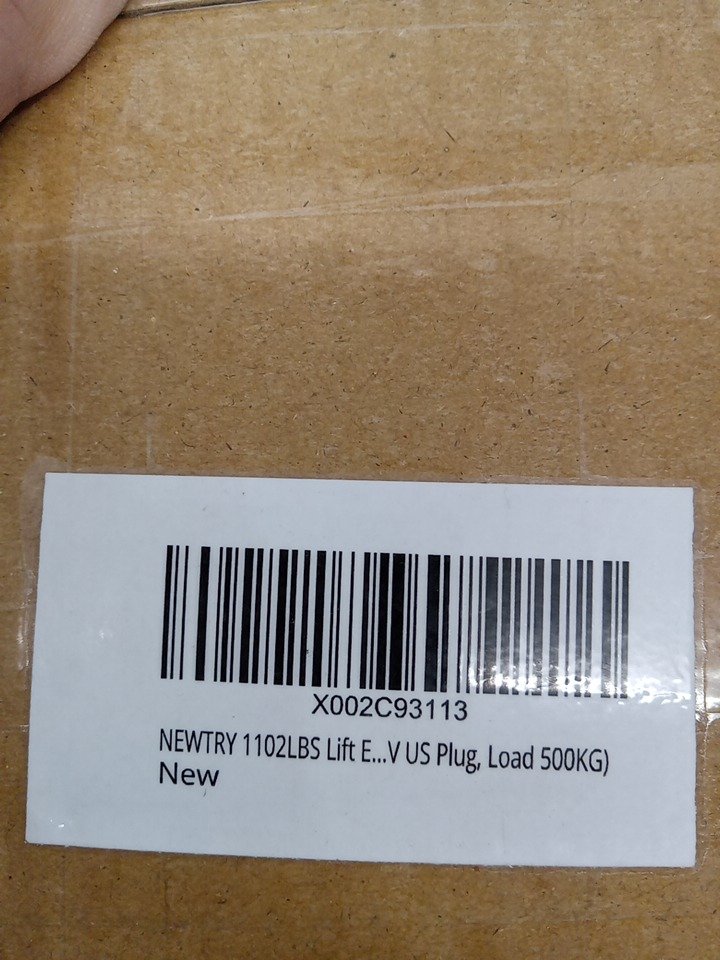 X002C93113
NEWTRY 1102LBS Lift E...V US Plug, Load 500KG)
New